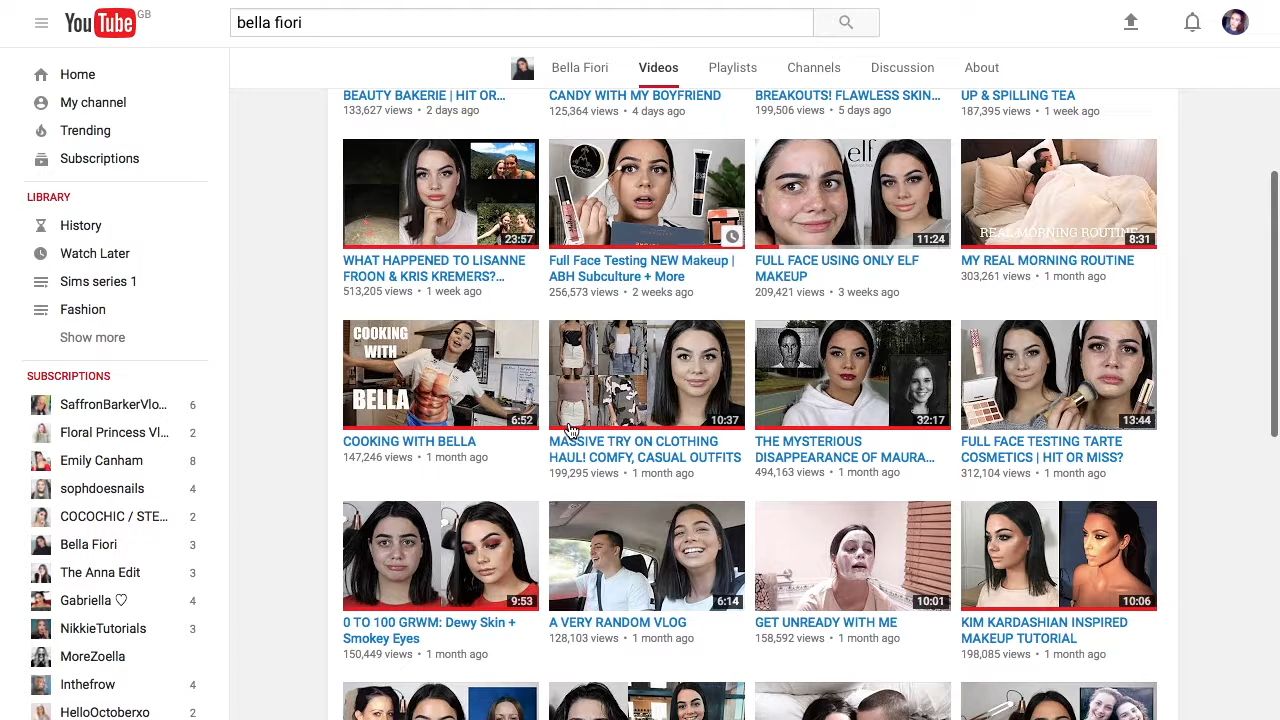 YouTube GB
bella fiori
Home
My channel
Trending
Subscriptions
LIBRARY
History
Watch Later
Sims series 1
Fashion
Show more
SUBSCRIPTIONS
SaffronBarkerVlo... 6
Floral Princess Vl... 2
Emily Canham 8
sophdoesnails 4
COCOCHIC / STE... 2
Bella Fiori 3
The Anna Edit 3
Gabriella ♡ 4
NikkieTutorials 3
MoreZoella
Inthefrow 4
HelloOctoberxo 2
Bella Fiori Videos Playlists Channels Discussion About
BEAUTY BAKERIE | HIT OR...
133,627 views • 2 days ago
CANDY WITH MY BOYFRIEND
125,364 views • 4 days ago
BREAKOUTS! FLAWLESS SKIN...
199,506 views • 5 days ago
UP & SPILLING TEA
187,395 views • 1 week ago
23:57
WHAT HAPPENED TO LISANNE
FROON & KRIS KREMERS?...
513,205 views • 1 week ago
Full Face Testing NEW Makeup |
ABH Subculture + More
256,573 views • 2 weeks ago
elf
11:24
FULL FACE USING ONLY ELF
MAKEUP
209,421 views • 3 weeks ago
REAL MORNING ROUTINE
8:31
MY REAL MORNING ROUTINE
303,261 views • 1 month ago
COOKING
WITH
BELLA
6:52
COOKING WITH BELLA
147,246 views • 1 month ago
10:37
MASSIVE TRY ON CLOTHING
HAUL! COMFY, CASUAL OUTFITS
199,295 views • 1 month ago
32:17
THE MYSTERIOUS
DISAPPEARANCE OF MAURA...
494,163 views • 1 month ago
13:44
FULL FACE TESTING TARTE
COSMETICS | HIT OR MISS?
312,104 views • 1 month ago
9:53
0 TO 100 GRWM: Dewy Skin +
Smokey Eyes
150,449 views • 1 month ago
6:14
A VERY RANDOM VLOG
128,103 views • 1 month ago
10:01
GET UNREADY WITH ME
158,592 views • 1 month ago
10:06
KIM KARDASHIAN INSPIRED
MAKEUP TUTORIAL
198,085 views • 1 month ago